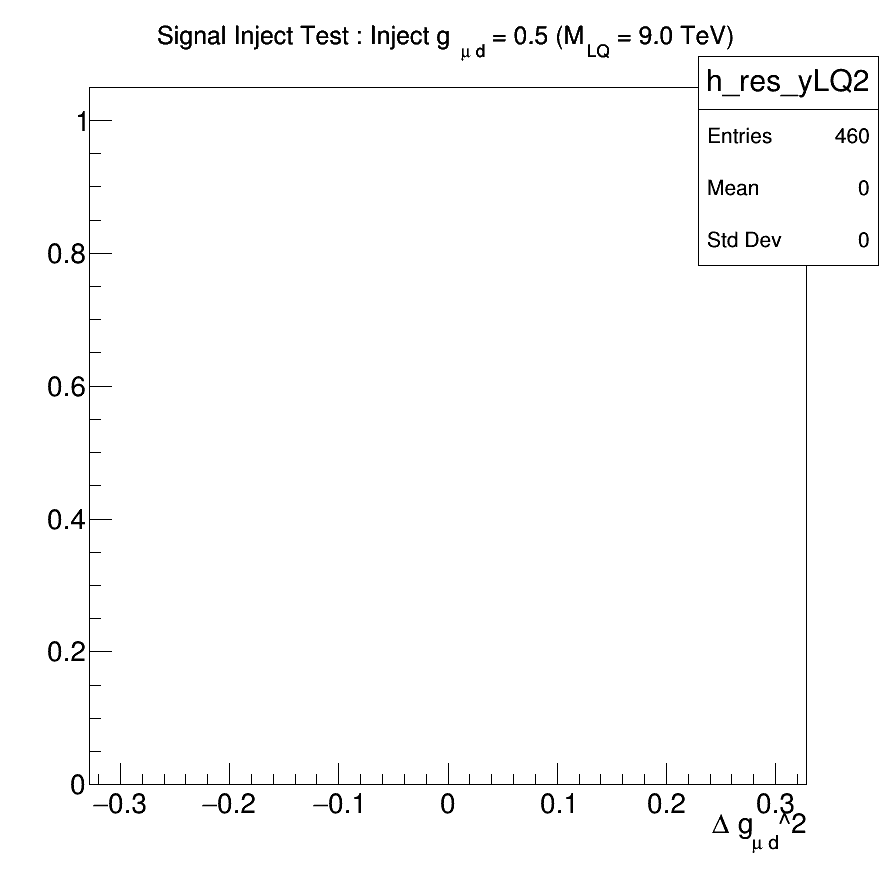 Signal Inject Test : Inject g μ d = 0.5 (M LQ = 9.0 TeV)
h_res_yLQ2
Entries 460
Mean 0
Std Dev 0
1
0.8
0.6
0.4
0.2
0
−0.3 −0.2 −0.1 0 0.1 0.2 0.3
Δ g μ d ^2